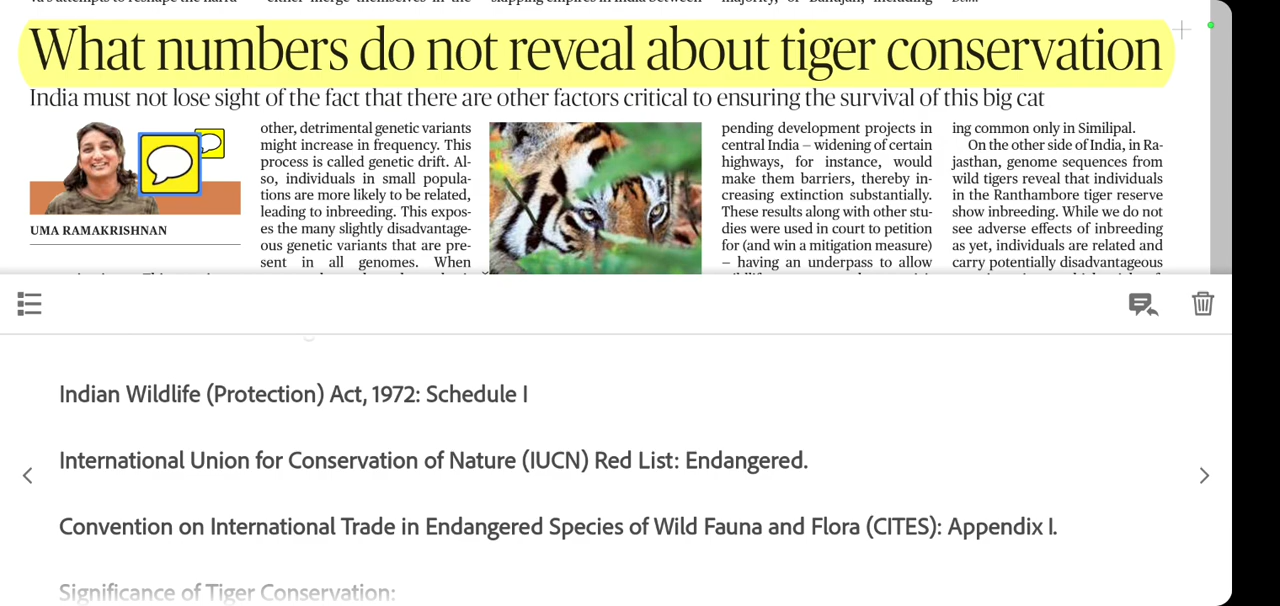 What numbers do not reveal about tiger conservation
India must not lose sight of the fact that there are other factors critical to ensuring the survival of this big cat
UMA RAMAKRISHNAN
other, detrimental genetic variants
might increase in frequency. This
process is called genetic drift. Al-
so, individuals in small popula-
tions are more likely to be related,
leading to inbreeding. This expos-
es the many slightly disadvantage-
ous genetic variants that are pre-
sent in all genomes. When
pending development projects in
central India – widening of certain
highways, for instance, would
make them barriers, thereby in-
creasing extinction substantially.
These results along with other stu-
dies were used in court to petition
for (and win a mitigation measure)
– having an underpass to allow
ing common only in Similipal.
On the other side of India, in Ra-
jasthan, genome sequences from
wild tigers reveal that individuals
in the Ranthambore tiger reserve
show inbreeding. While we do not
see adverse effects of inbreeding
as yet, individuals are related and
carry potentially disadvantageous
Indian Wildlife (Protection) Act, 1972: Schedule I
International Union for Conservation of Nature (IUCN) Red List: Endangered.
Convention on International Trade in Endangered Species of Wild Fauna and Flora (CITES): Appendix I.
Significance of Tiger Conservation: